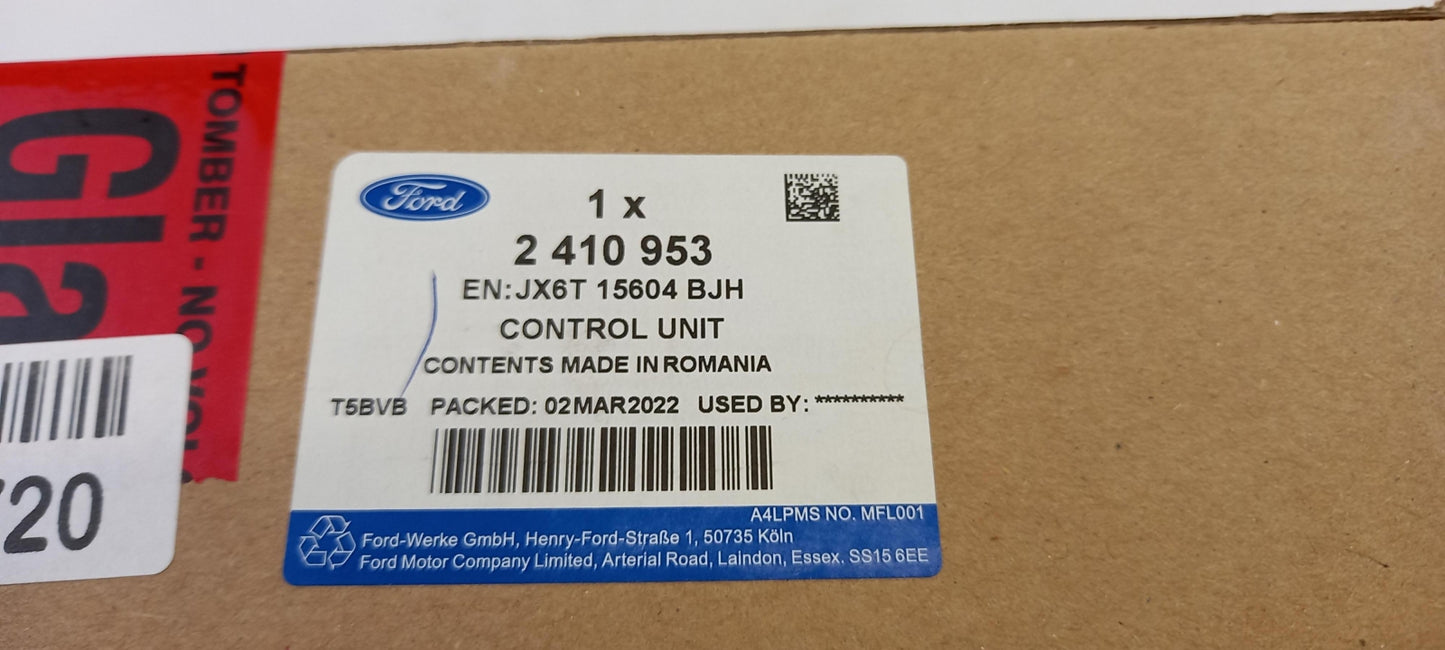 TOMBER - NO
Gla
720
Ford
1 x
2 410 953
EN:JX6T 15604 BJH
CONTROL UNIT
CONTENTS MADE IN ROMANIA
T5BVB PACKED: 02MAR2022 USED BY: **********
A4LPMS NO. MFL001
Ford-Werke GmbH, Henry-Ford-Straße 1, 50735 Köln
Ford Motor Company Limited, Arterial Road, Laindon, Essex. SS15 6EE